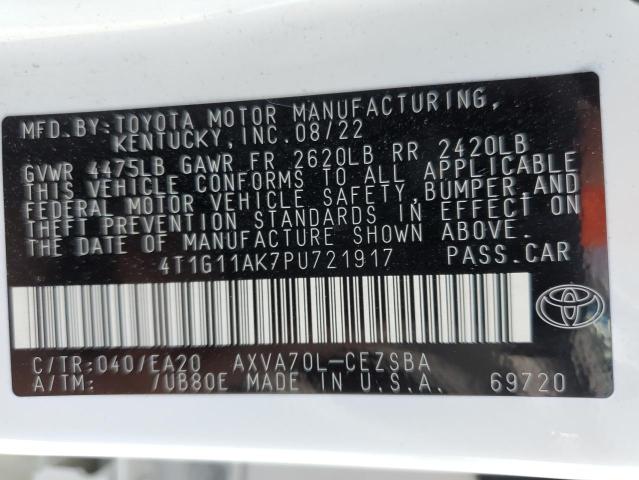 MFD.BY:TOYOTA MOTOR MANUFACTURING,
KENTUCKY,INC.08/22
GVWR 4475LB GAWR FR 2620LB RR 2420LB
THIS VEHICLE CONFORMS TO ALL APPLICABLE
FEDERAL MOTOR VEHICLE SAFETY,BUMPER,AND
THEFT PREVENTION STANDARDS IN EFFECT ON
THE DATE OF MANUFACTURE SHOWN ABOVE.
4T1G11AK7PU721917 PASS.CAR
C/TR:040/EA20 AXVA70L-CEZSBA
A/TM: /UB80E MADE IN U.S.A. 69720